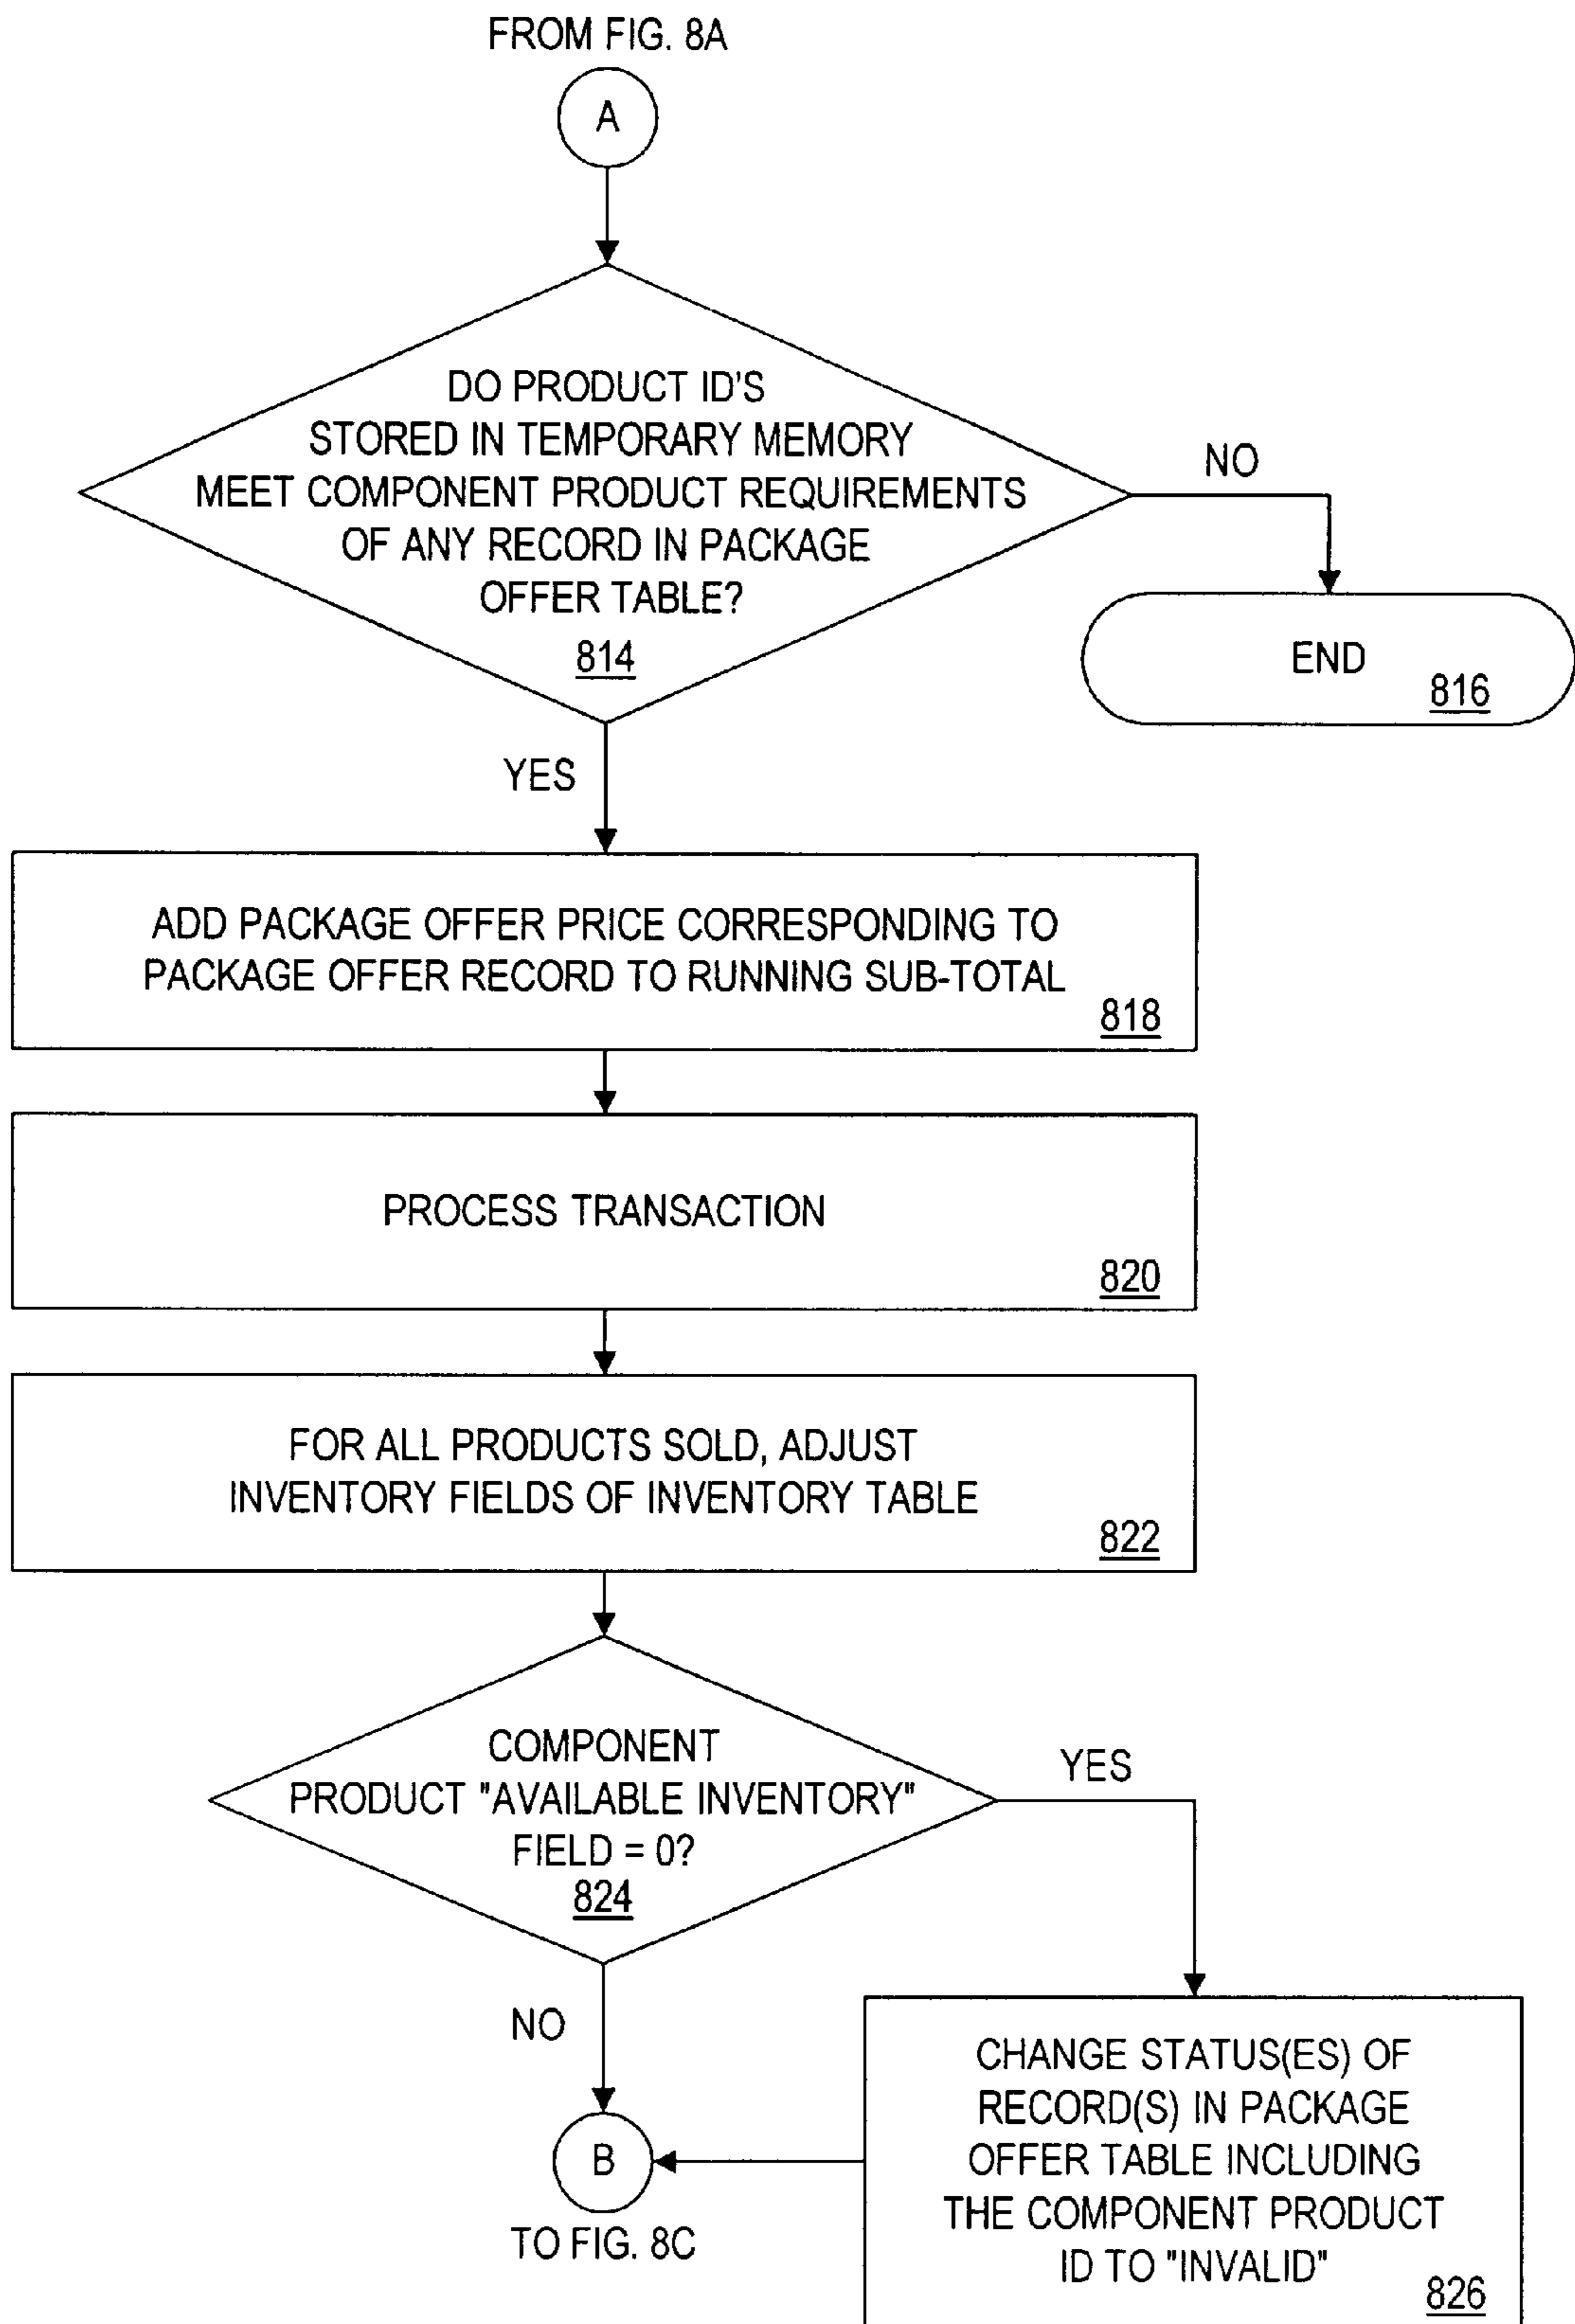 FROM FIG. 8A
A
DO PRODUCT ID'S
STORED IN TEMPORARY MEMORY
MEET COMPONENT PRODUCT REQUIREMENTS
OF ANY RECORD IN PACKAGE
OFFER TABLE?
814
NO
END
816
YES
ADD PACKAGE OFFER PRICE CORRESPONDING TO
PACKAGE OFFER RECORD TO RUNNING SUB-TOTAL
818
PROCESS TRANSACTION
820
FOR ALL PRODUCTS SOLD, ADJUST
INVENTORY FIELDS OF INVENTORY TABLE
822
COMPONENT
PRODUCT "AVAILABLE INVENTORY"
FIELD = 0?
824
YES
NO
CHANGE STATUS(ES) OF
RECORD(S) IN PACKAGE
OFFER TABLE INCLUDING
THE COMPONENT PRODUCT
ID TO "INVALID"
826
B
TO FIG. 8C